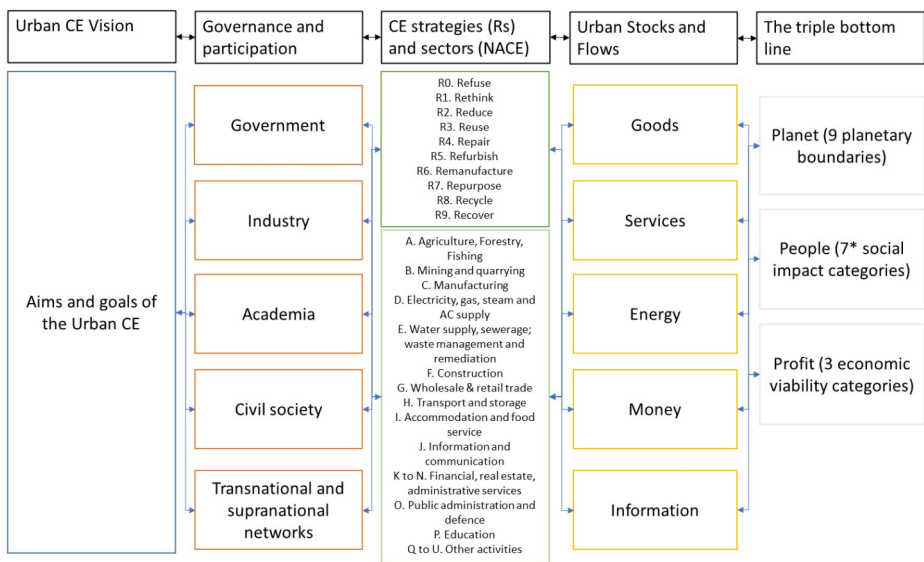 Urban CE Vision
Governance and
participation
CE strategies (Rs)
and sectors (NACE)
Urban Stocks and
Flows
The triple bottom
line
Aims and goals of
the Urban CE
Government
Industry
Academia
Civil society
Transnational and
supranational
networks
R0. Refuse
R1. Rethink
R2. Reduce
R3. Reuse
R4. Repair
R5. Refurbish
R6. Remanufacture
R7. Repurpose
R8. Recycle
R9. Recover
A. Agriculture, Forestry,
Fishing
B. Mining and quarrying
C. Manufacturing
D. Electricity, gas, steam and
AC supply
E. Water supply, sewerage;
waste management and
remediation
F. Construction
G. Wholesale & retail trade
H. Transport and storage
I. Accommodation and food
service
J. Information and
communication
K to N. Financial, real estate,
administrative services
O. Public administration and
defence
P. Education
Q to U. Other activities
Goods
Services
Energy
Money
Information
Planet (9 planetary
boundaries)
People (7* social
impact categories)
Profit (3 economic
viability categories)